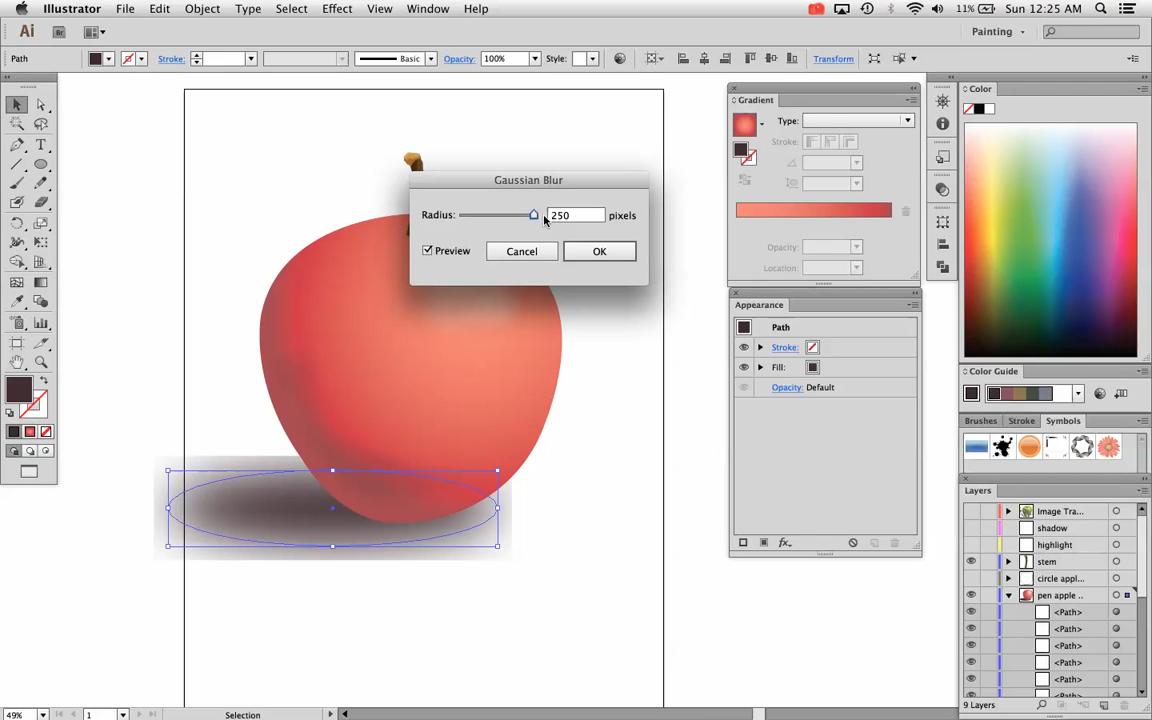 Illustrator File Edit Object Type Select Effect View Window Help 11% Sun 12:25 AM
Ai Br Painting
Path Stroke: Basic Opacity: 100% Style: Transform
Gradient
Type:
Stroke:
Opacity:
Location:
Gaussian Blur
Radius: 250 pixels
Preview Cancel OK
Appearance
Path
Stroke:
Fill:
Opacity: Default
fx
Color
Color Guide
Brushes Stroke Symbols
Layers
Image Tra...
shadow
highlight
stem
circle appl...
pen apple ..
<Path>
<Path>
<Path>
<Path>
<Path>
9 Layers
49% 1 Selection